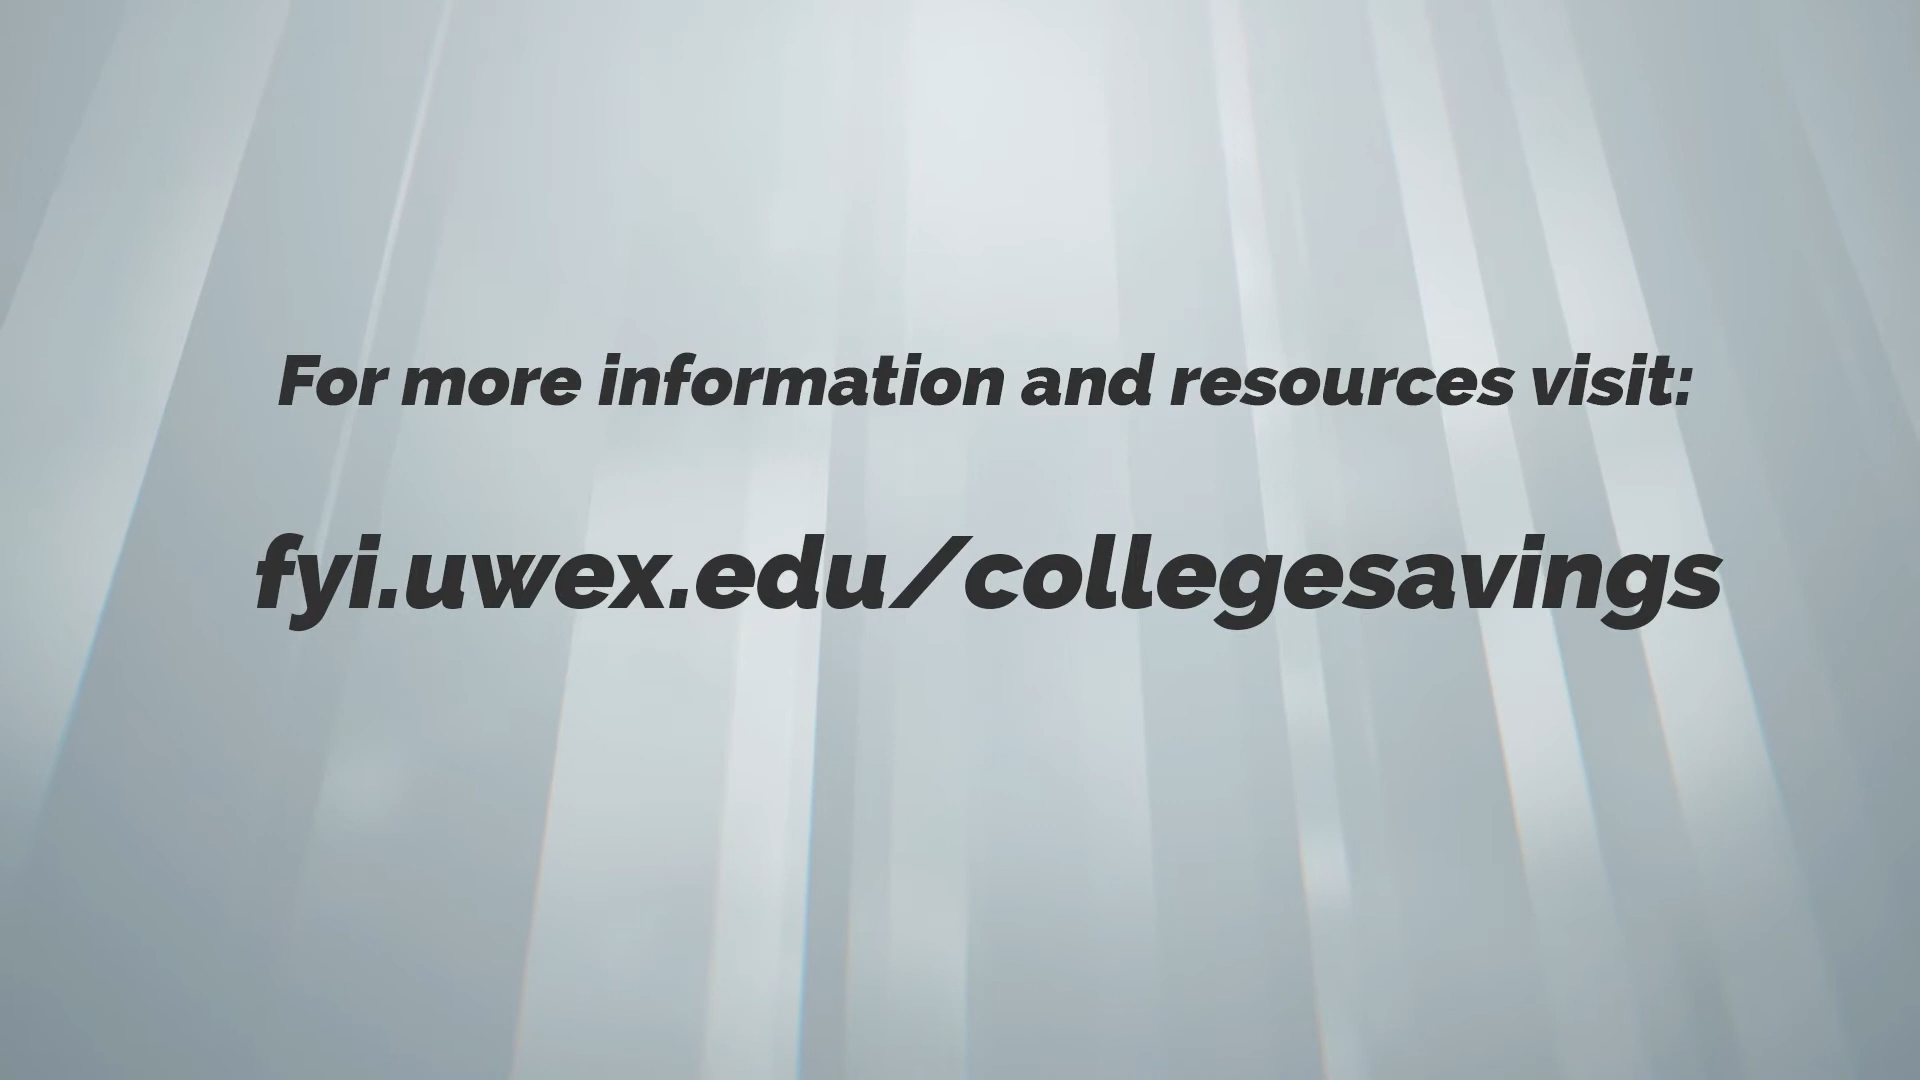 For more information and resources visit:
fyi.uwex.edu/collegesavings